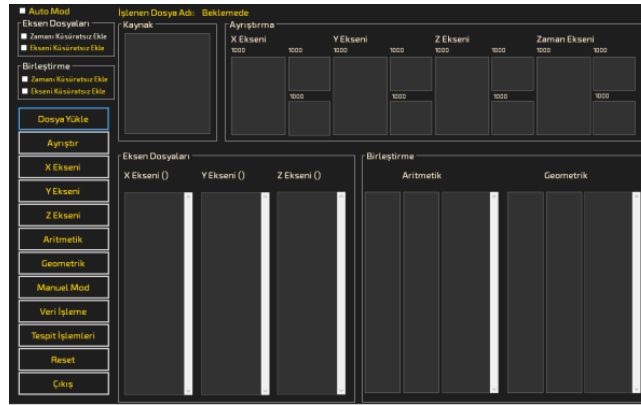 Auto Mod
İşlenen Dosya Adı: Beklemede
Eksen Dosyaları
Zamanı Küsüratsız Ekle
Ekseni Küsüratsız Ekle
Birleştirme
Zamanı Küsüratsız Ekle
Ekseni Küsüratsız Ekle
Dosya Yükle
Ayrıştır
X Ekseni
Y Ekseni
Z Ekseni
Aritmetik
Geometrik
Manuel Mod
Veri İşleme
Tespit İşlemleri
Reset
Çıkış
Kaynak
Ayrıştırma
X Ekseni Y Ekseni Z Ekseni Zaman Ekseni
1000 1000 1000 1000 1000 1000 1000 1000
1000 1000 1000 1000
Eksen Dosyaları
X Ekseni () Y Ekseni () Z Ekseni ()
Birleştirme
Aritmetik Geometrik